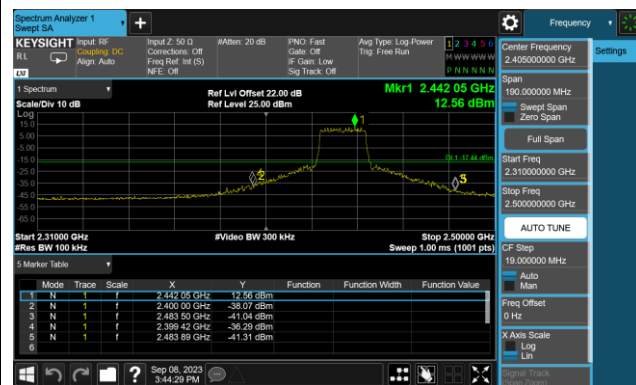 Spectrum Analyzer 1
Swept SA
Frequency
KEYSIGHT
RL
LXI
Input: RF
Coupling: DC
Align: Auto
Input Z: 50 Ω
Corrections: Off
Freq Ref: Int (S)
NFE: Off
#Atten: 20 dB
PNO: Fast
Gate: Off
IF Gain: Low
Sig Track: Off
Avg Type: Log-Power
Trig: Free Run
1 2 3 4 5 6
M W W W W W
P N N N N N
1 Spectrum
Scale/Div 10 dB
Ref Lvl Offset 22.00 dB
Ref Level 25.00 dBm
Mkr1 2.442 05 GHz
12.56 dBm
Log
15.0
5.00
-5.00
-15.0
-25.0
-35.0
-45.0
-55.0
-65.0
1
DL1 -17.44 dBm
2
Start 2.31000 GHz
#Res BW 100 kHz
#Video BW 300 kHz
Stop 2.50000 GHz
Sweep 1.00 ms (1001 pts)
5 Marker Table
Mode Trace Scale X Y Function Function Width Function Value
1 N 1 f 2.442 05 GHz 12.56 dBm
2 N 1 f 2.400 00 GHz -38.07 dBm
3 N 1 f 2.483 50 GHz -41.04 dBm
4 N 1 f 2.399 42 GHz -36.29 dBm
5 N 1 f 2.483 89 GHz -41.31 dBm
6
Sep 08, 2023
3:44:29 PM
Center Frequency
2.405000000 GHz
Settings
Span
190.000000 MHz
Swept Span
Zero Span
Full Span
Start Freq
2.310000000 GHz
Stop Freq
2.500000000 GHz
AUTO TUNE
CF Step
19.000000 MHz
Auto
Man
Freq Offset
0 Hz
X Axis Scale
Log
Lin
Signal Track
(Span Zoom)